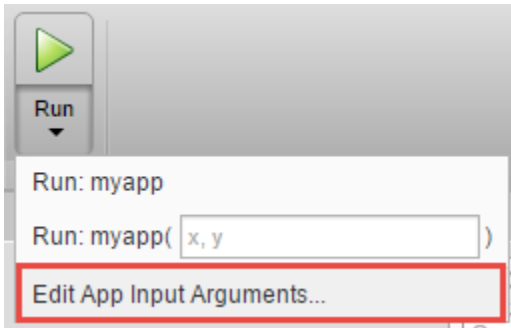 Run
Run: myapp
Run: myapp( x, y )
Edit App Input Arguments...